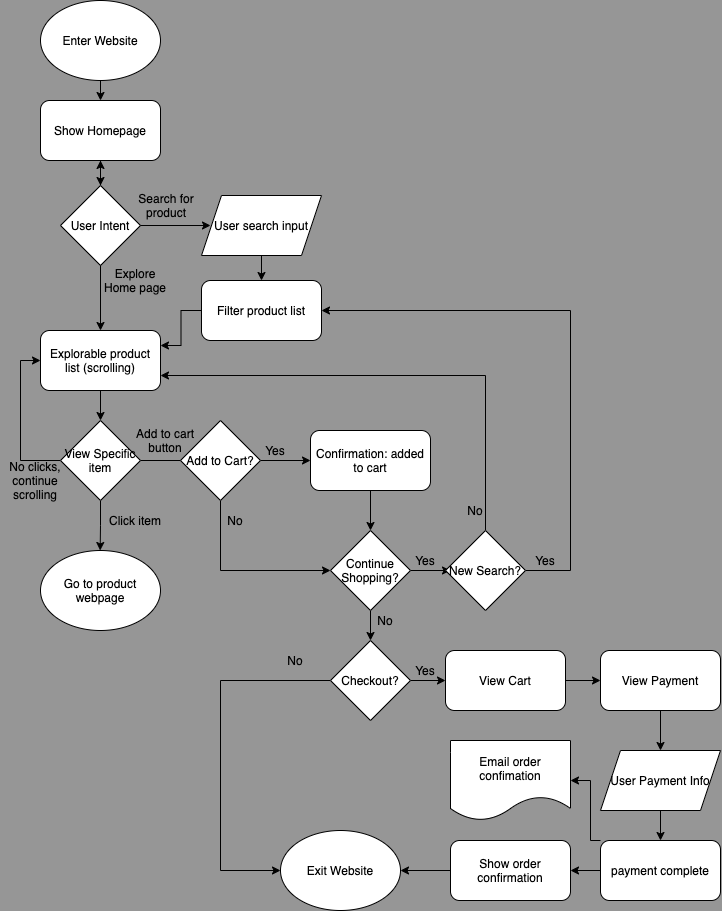 Enter Website
Show Homepage
Search for
product
User Intent
User search input
Explore
Home page
Filter product list
Explorable product
list (scrolling)
Add to cart
button
Yes
View Specific
item
Add to Cart?
Confirmation: added
to cart
No clicks,
continue
scrolling
Click item
No
No
Go to product
webpage
Continue
Shopping?
Yes
New Search?
Yes
No
No
Checkout?
Yes
View Cart
View Payment
Email order
confimation
User Payment Info
Exit Website
Show order
confirmation
payment complete